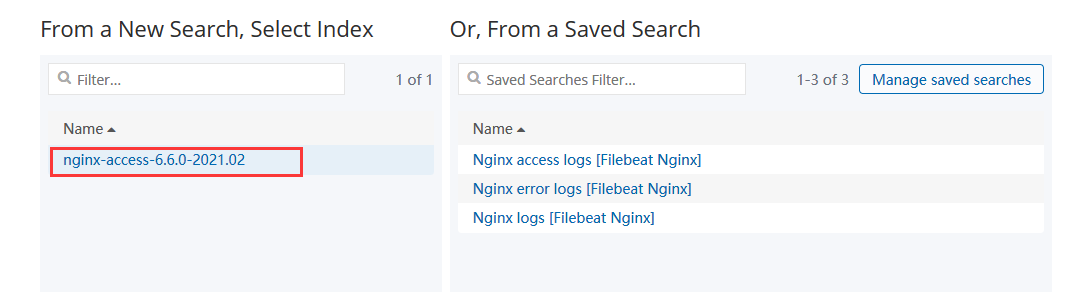 From a New Search, Select Index
Filter...
1 of 1
Name
nginx-access-6.6.0-2021.02
Or, From a Saved Search
Saved Searches Filter...
1-3 of 3
Manage saved searches
Name
Nginx access logs [Filebeat Nginx]
Nginx error logs [Filebeat Nginx]
Nginx logs [Filebeat Nginx]